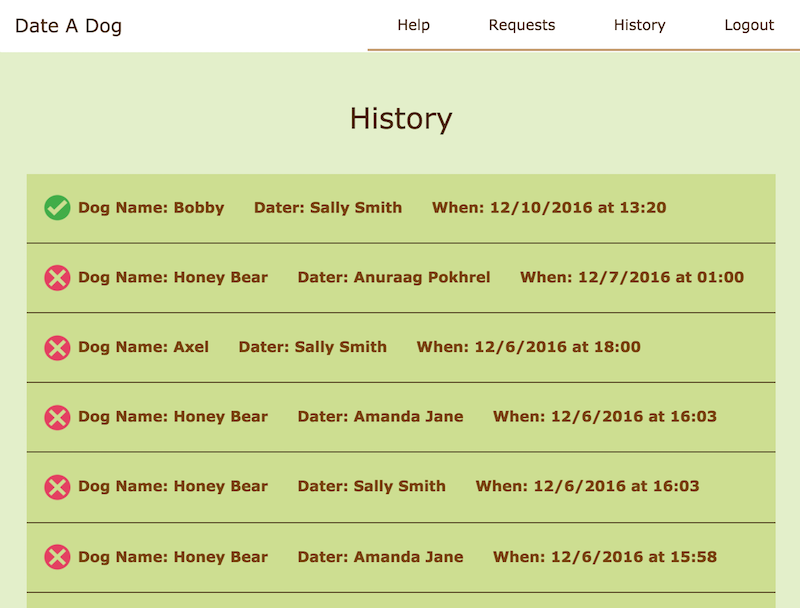 Date A Dog Help Requests History Logout
History
Dog Name: Bobby Dater: Sally Smith When: 12/10/2016 at 13:20
Dog Name: Honey Bear Dater: Anuraag Pokhrel When: 12/7/2016 at 01:00
Dog Name: Axel Dater: Sally Smith When: 12/6/2016 at 18:00
Dog Name: Honey Bear Dater: Amanda Jane When: 12/6/2016 at 16:03
Dog Name: Honey Bear Dater: Sally Smith When: 12/6/2016 at 16:03
Dog Name: Honey Bear Dater: Amanda Jane When: 12/6/2016 at 15:58